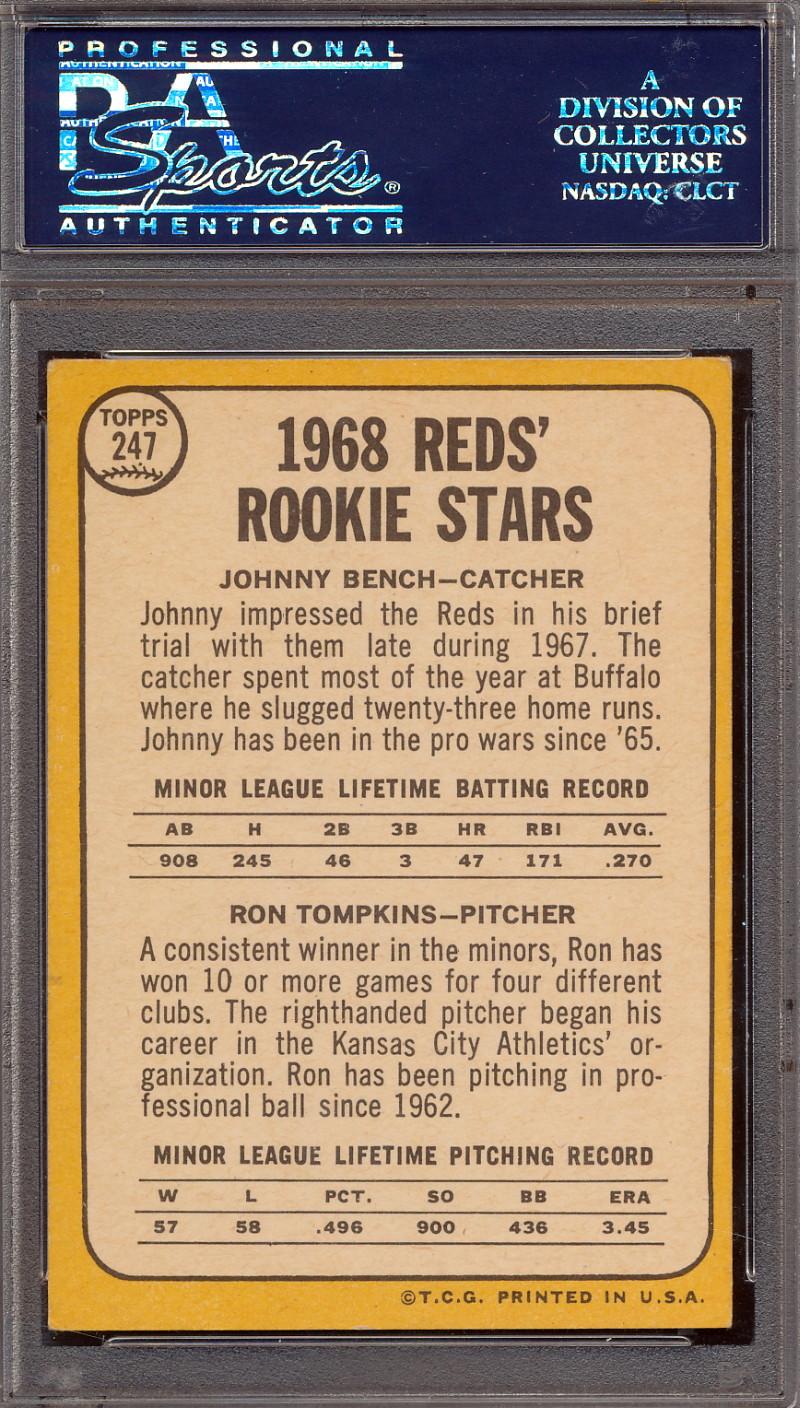 PROFESSIONAL
PSA
Sports®
AUTHENTICATOR
A
DIVISION OF
COLLECTORS
UNIVERSE
NASDAQ: CLCT
TOPPS
247
1968 REDS’
ROOKIE STARS
JOHNNY BENCH—CATCHER
Johnny impressed the Reds in his brief
trial with them late during 1967. The
catcher spent most of the year at Buffalo
where he slugged twenty-three home runs.
Johnny has been in the pro wars since ’65.
MINOR LEAGUE LIFETIME BATTING RECORD
AB H 2B 3B HR RBI AVG.
908 245 46 3 47 171 .270
RON TOMPKINS—PITCHER
A consistent winner in the minors, Ron has
won 10 or more games for four different
clubs. The righthanded pitcher began his
career in the Kansas City Athletics’ or-
ganization. Ron has been pitching in pro-
fessional ball since 1962.
MINOR LEAGUE LIFETIME PITCHING RECORD
W L PCT. SO BB ERA
57 58 .496 900 436 3.45
©T.C.G. PRINTED IN U.S.A.